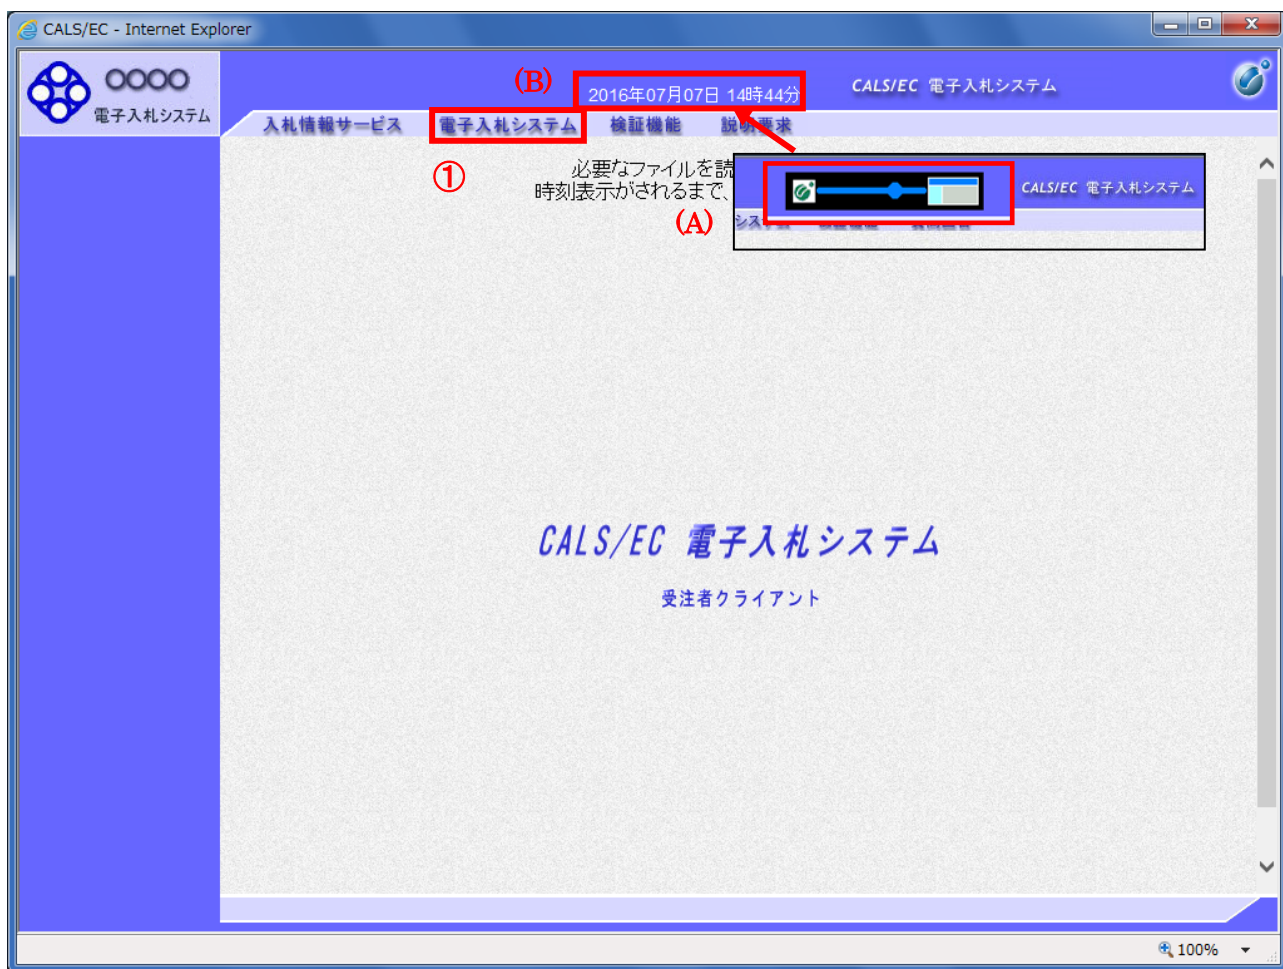 CALS/EC - Internet Explorer
○○○○
電子入札システム
(B)
2016年07月07日 14時44分
CALS/EC 電子入札システム
入札情報サービス
電子入札システム
検証機能
説明要求
①
必要なファイルを読
時刻表示がされるまで、
(A)
CALS/EC 電子入札システム
システム
CALS/EC 電子入札システム
受注者クライアント
100%